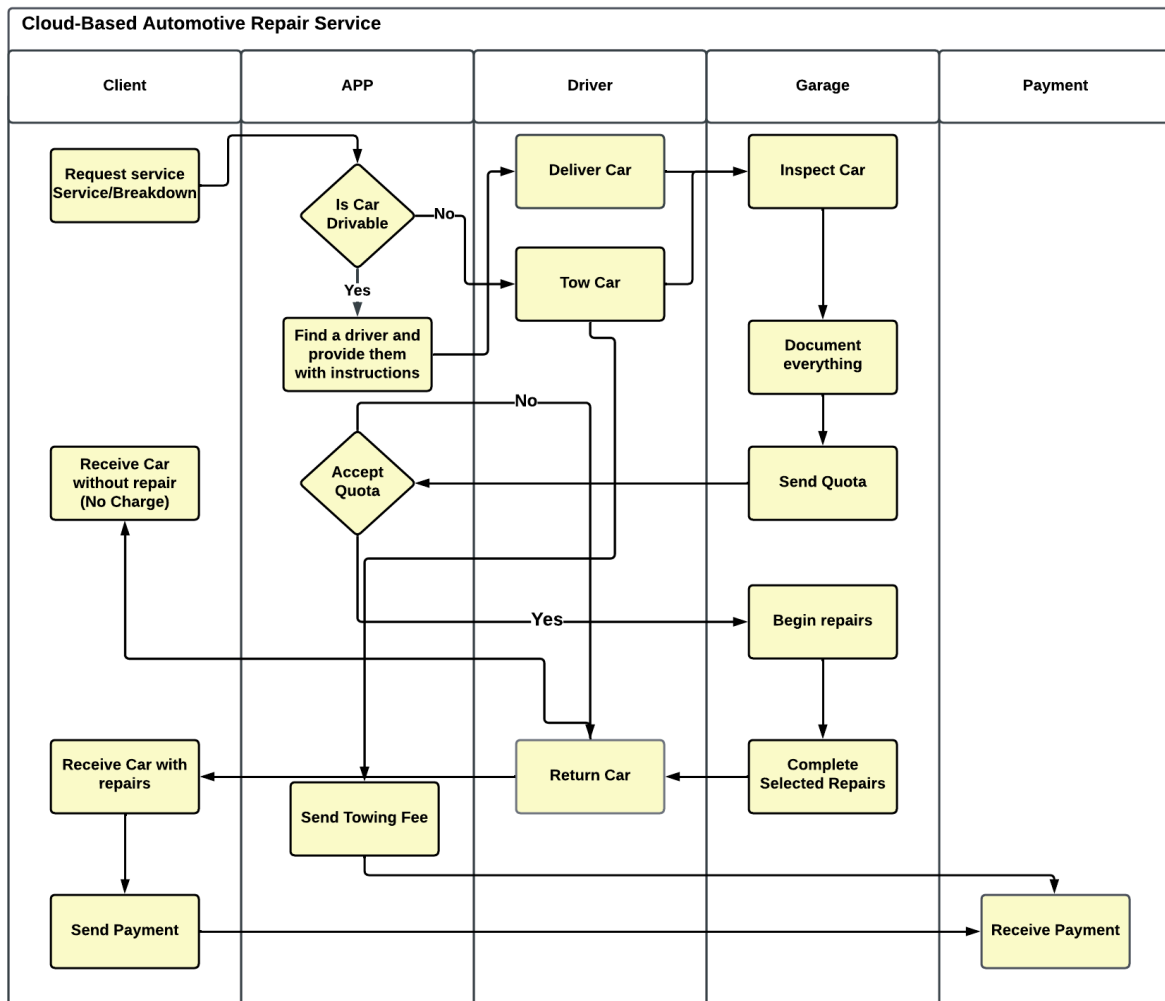 Cloud-Based Automotive Repair Service
Client
APP
Driver
Garage
Payment
Request service
Service/Breakdown
Is Car
Drivable
No
Yes
Deliver Car
Inspect Car
Tow Car
Find a driver and
provide them
with instructions
Document
everything
No
Receive Car
without repair
(No Charge)
Accept
Quota
Send Quota
Yes
Begin repairs
Receive Car with
repairs
Return Car
Complete
Selected Repairs
Send Towing Fee
Send Payment
Receive Payment